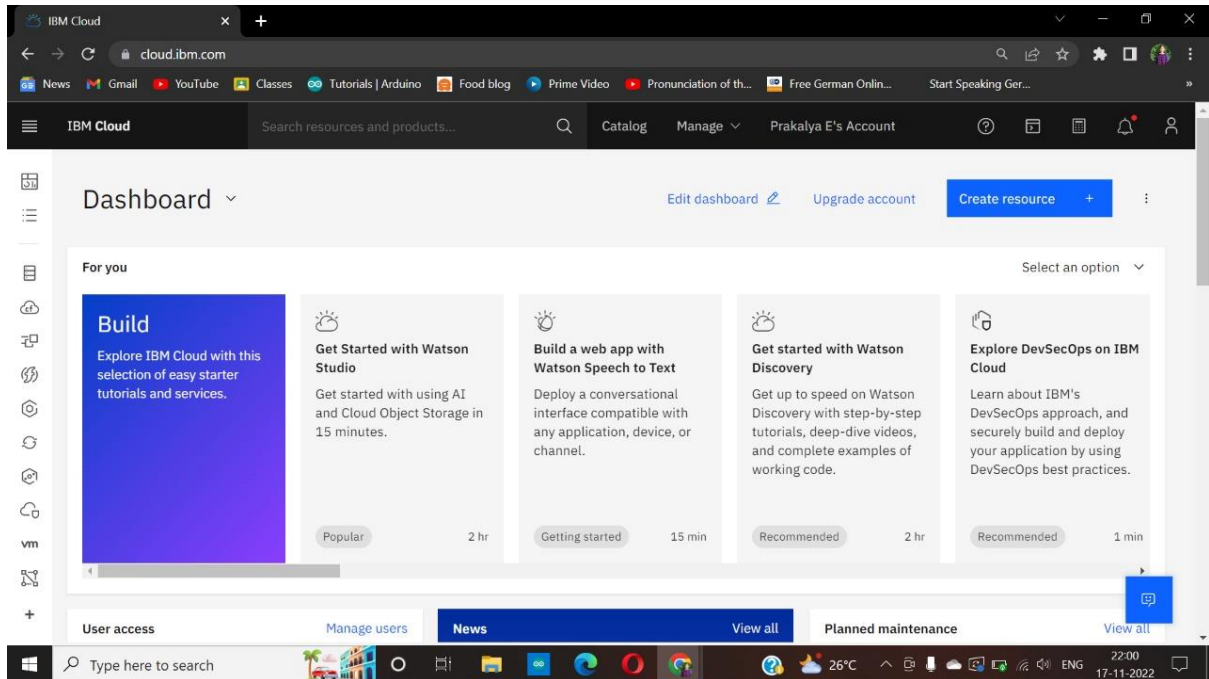 IBM Cloud
cloud.ibm.com
News Gmail YouTube Classes Tutorials | Arduino Food blog Prime Video Pronunciation of th... Free German Onlin... Start Speaking Ger... »
IBM Cloud Search resources and products... Catalog Manage Prakalya E's Account
Dashboard Edit dashboard Upgrade account Create resource +
For you Select an option
Build
Explore IBM Cloud with this
selection of easy starter
tutorials and services.
Get Started with Watson
Studio
Get started with using AI
and Cloud Object Storage in
15 minutes.
Popular 2 hr
Build a web app with
Watson Speech to Text
Deploy a conversational
interface compatible with
any application, device, or
channel.
Getting started 15 min
Get started with Watson
Discovery
Get up to speed on Watson
Discovery with step-by-step
tutorials, deep-dive videos,
and complete examples of
working code.
Recommended 2 hr
Explore DevSecOps on IBM
Cloud
Learn about IBM's
DevSecOps approach, and
securely build and deploy
your application by using
DevSecOps best practices.
Recommended 1 min
vm
User access Manage users News View all Planned maintenance View all
Type here to search 26°C ENG 22:00
17-11-2022